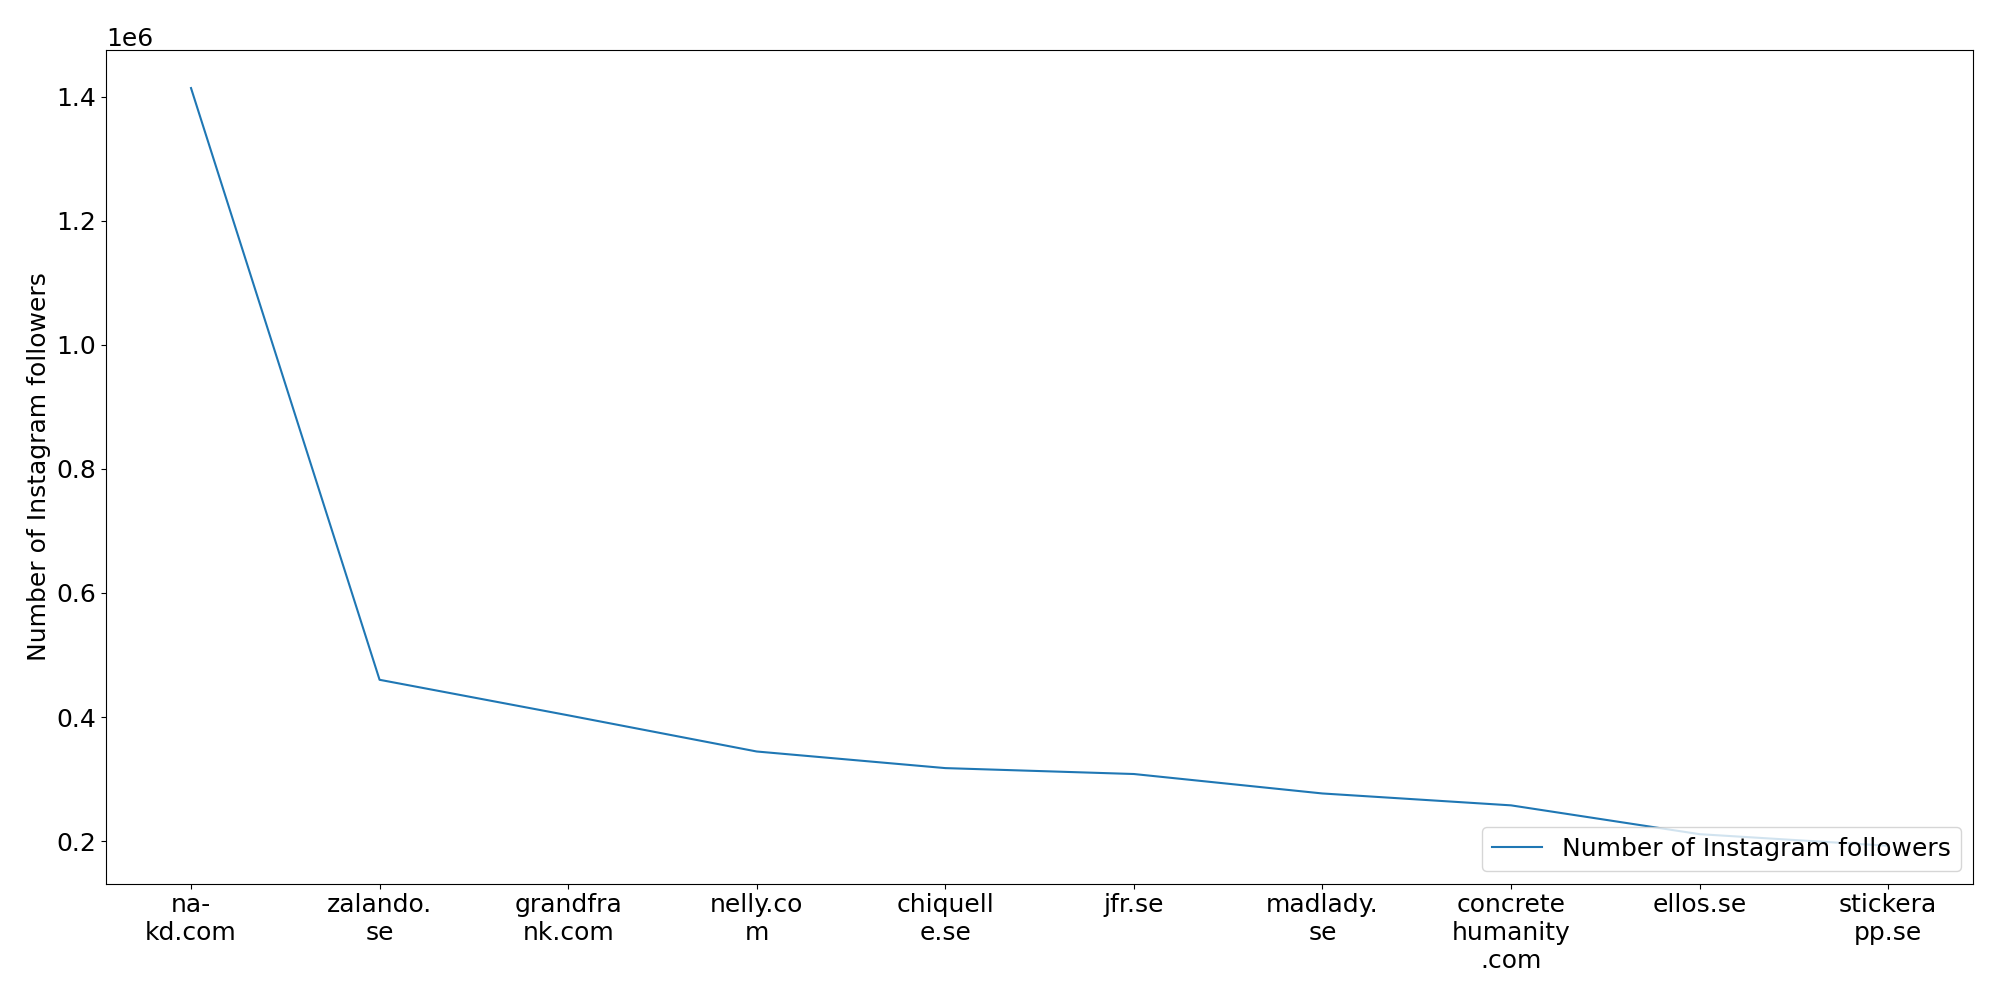 1e6
1.4
1.2
1.0
0.8
0.6
0.4
0.2
Number of Instagram followers
Number of Instagram followers
na-
kd.com
zalando.
se
grandfra
nk.com
nelly.co
m
chiquell
e.se
jfr.se
madlady.
se
concrete
humanity
.com
ellos.se
stickera
pp.se